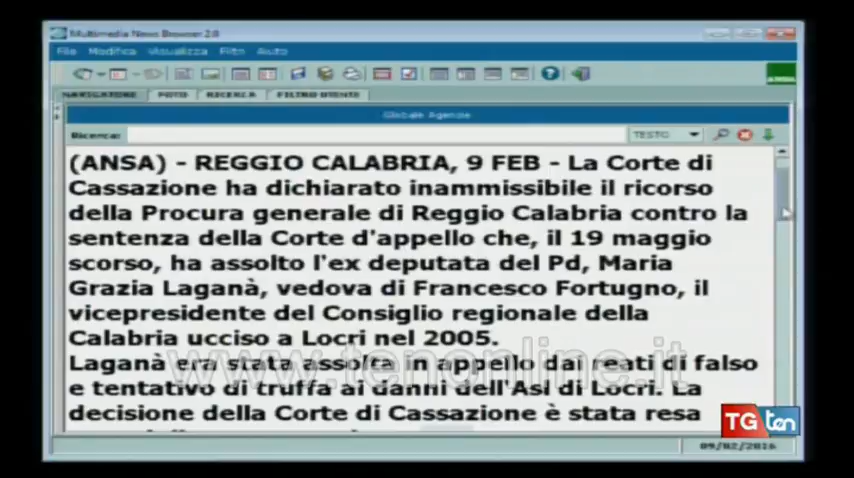 Multimedia News Browser 2.0
File Modifica Visualizza Filtri Aiuto
NAVIGATORE FOTO RICERCA FILTRO UTENTE
Globale Agenzie
Ricerca: TESTO
(ANSA) - REGGIO CALABRIA, 9 FEB - La Corte di
Cassazione ha dichiarato inammissibile il ricorso
della Procura generale di Reggio Calabria contro la
sentenza della Corte d'appello che, il 19 maggio
scorso, ha assolto l'ex deputata del Pd, Maria
Grazia Laganà, vedova di Francesco Fortugno, il
vicepresidente del Consiglio regionale della
Calabria ucciso a Locri nel 2005.
Laganà era stata assolta in appello dai reati di falso
www.tenonline.it
e tentativo di truffa ai danni dell'Asi di Locri. La
decisione della Corte di Cassazione è stata resa
TG ten
09/02/2016